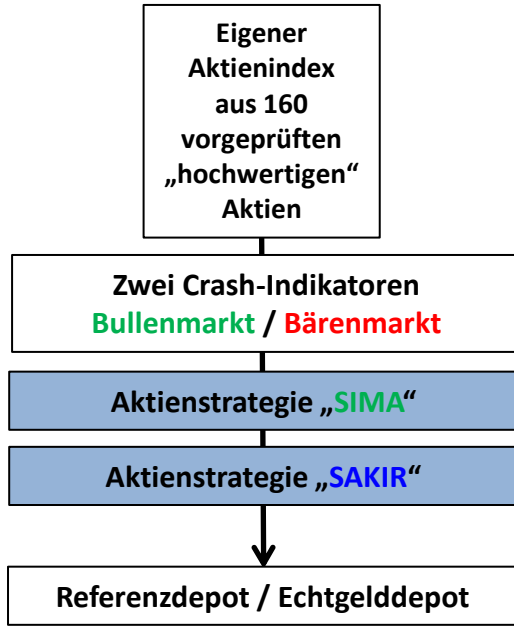 Eigener
Aktienindex
aus 160
vorgeprüften
„hochwertigen“
Aktien
Zwei Crash-Indikatoren
Bullenmarkt / Bärenmarkt
Aktienstrategie „SIMA“
Aktienstrategie „SAKIR“
Referenzdepot / Echtgelddepot